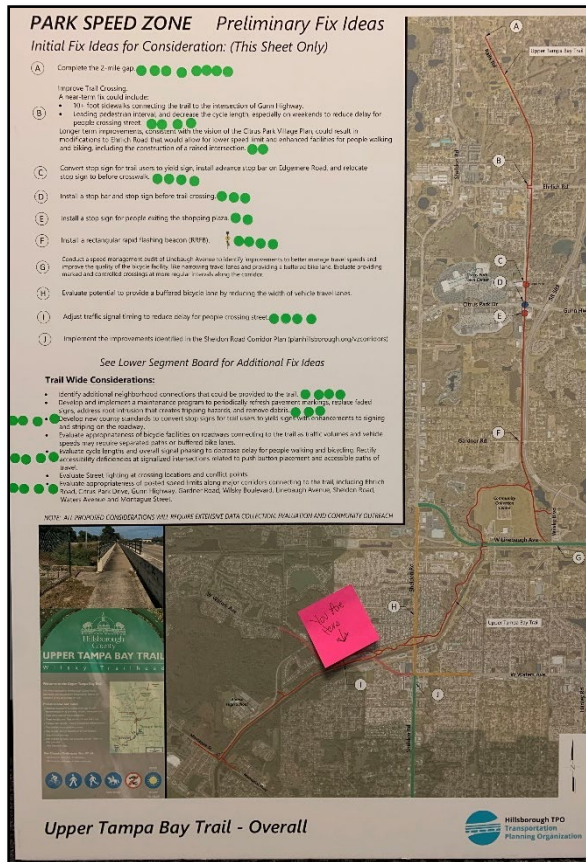 PARK SPEED ZONE Preliminary Fix Ideas
Initial Fix Ideas for Consideration: (This Sheet Only)
A Complete the 2-mile gap.
Improve Trail Crossing.
A near-term fix could include:
B
• 10+ foot sidewalks connecting the trail to the intersection of Gunn Highway.
• Leading pedestrian interval, and decrease the cycle length, especially on weekends to reduce delay for
people crossing street.
Longer term improvements, consistent with the vision of the Citrus Park Village Plan, could result in
modifications to Ehrlich Road that would allow for lower speed limit and enhanced facilities for people walking
and biking, including the construction of a raised intersection.
C Convert stop sign for trail users to yield sign, install advance stop bar on Edgemere Road, and relocate
stop sign to before crosswalk.
D Install a stop bar and stop sign before trail crossing.
E Install a stop sign for people exiting the shopping plaza.
F Install a rectangular rapid flashing beacon (RRFB).
G Conduct a speed management audit of Linebaugh Avenue to identify improvements to better manage travel speeds and
improve the quality of the bicycle facility, like narrowing travel lanes and providing a buffered bike lane. Evaluate providing
marked and controlled crossings at more regular intervals along the corridor.
H Evaluate potential to provide a buffered bicycle lane by reducing the width of vehicle travel lanes.
I Adjust traffic signal timing to reduce delay for people crossing street.
J Implement the improvements identified in the Sheldon Road Corridor Plan (planhillsborough.org/vzcorridors)
See Lower Segment Board for Additional Fix Ideas
Trail Wide Considerations:
• Identify additional neighborhood connections that could be provided to the trail.
• Develop and implement a maintenance program to periodically refresh pavement markings, replace faded
signs, address root intrusion that creates tripping hazards, and remove debris.
Develop new county standards to convert stop signs for trail users to yield signs with enhancements to signing
and striping on the roadway.
• Evaluate appropriateness of bicycle facilities on roadways connecting to the trail as traffic volumes and vehicle
speeds may require separated paths or buffered bike lanes.
Evaluate cycle lengths and overall signal phasing to decrease delay for people walking and bicycling. Rectify
accessibility deficiencies at signalized intersections related to push button placement and accessible paths of
travel.
• Evaluate Street lighting at crossing locations and conflict points.
Evaluate appropriateness of posted speed limits along major corridors connecting to the trail, including Ehrlich
Road, Citrus Park Drive, Gunn Highway, Gardner Road, Wilsky Boulevard, Linebaugh Avenue, Sheldon Road,
Waters Avenue and Montague Street.
NOTE: ALL PROPOSED CONSIDERATIONS WILL REQUIRE EXTENSIVE DATA COLLECTION EVALUATION AND COMMUNITY OUTREACH
A
Upper Tampa Bay Trail
Sheldon Rd
B
Ehrlich Rd
C
D
Citrus Park Dr
E
Gunn Hwy
F
Gardner Rd
W Linebaugh Ave
G
Sheldon Rd
H
Upper Tampa Bay Trail
You Are
Here
I
J
W Waters Ave
Sheldon Rd
Hillsborough
County
UPPER TAMPA BAY TRAIL
Wilsky Trailhead
Upper Tampa Bay Trail - Overall
Hillsborough TPO
Transportation
Planning Organization